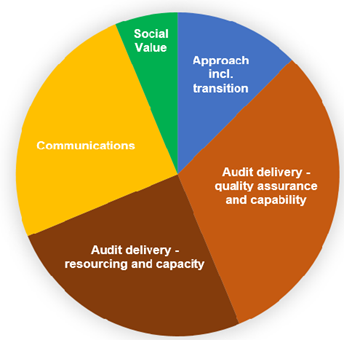 Social
Value
Approach
incl.
transition
Communications
Audit delivery -
quality assurance
and capability
Audit delivery -
resourcing and capacity